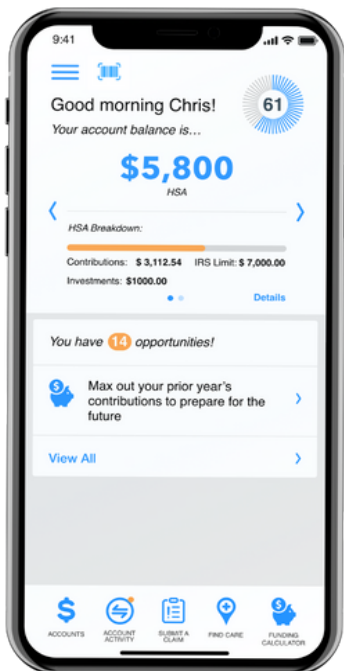 9:41
Good morning Chris!
61
Your account balance is...
$5,800
HSA
HSA Breakdown:
Contributions: $ 3,112.54 IRS Limit: $ 7,000.00
Investments: $1000.00
Details
You have 14 opportunities!
Max out your prior year's
contributions to prepare for the
future
View All
ACCOUNTS
ACCOUNT
ACTIVITY
SUBMIT A
CLAIM
FIND CARE
FUNDING
CALCULATOR